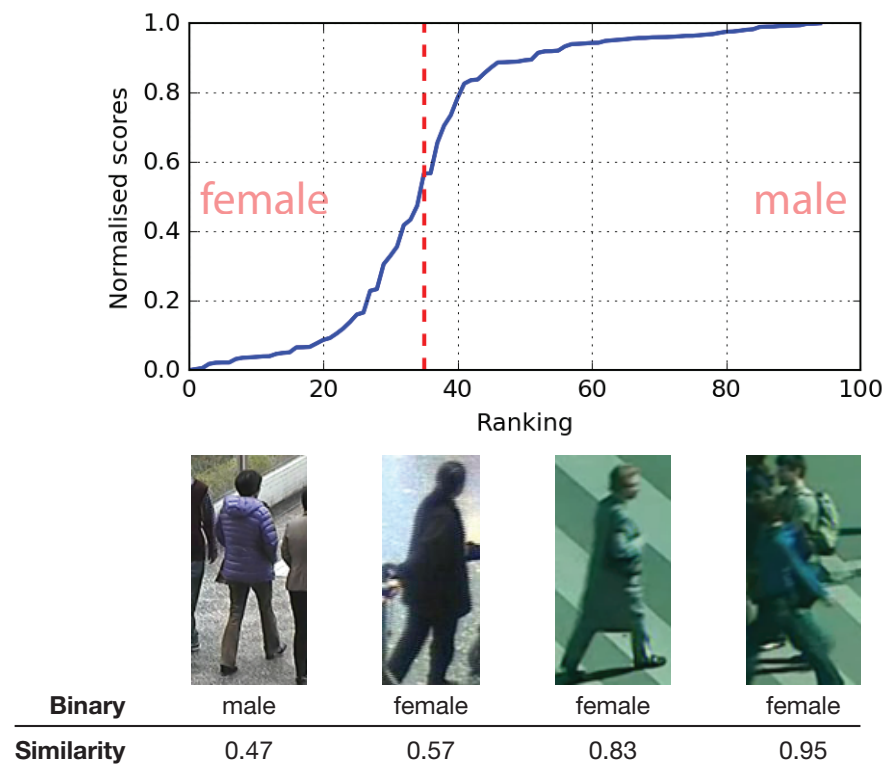 1.0
0.8
0.6
0.4
0.2
0.0
Normalised scores
female
male
0 20 40 60 80 100
Ranking
Binary male female female female
Similarity 0.47 0.57 0.83 0.95